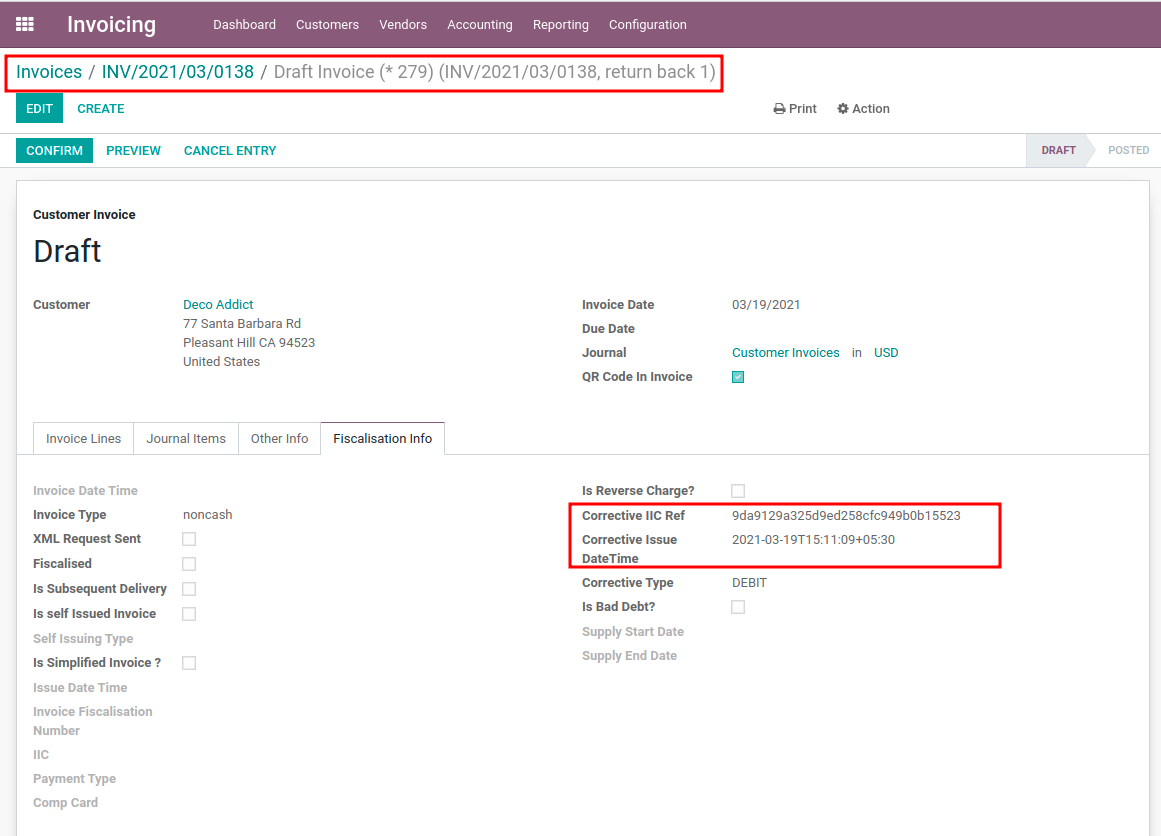 Invoicing Dashboard Customers Vendors Accounting Reporting Configuration
Invoices / INV/2021/03/0138 / Draft Invoice (* 279) (INV/2021/03/0138, return back 1)
EDIT CREATE Print Action
CONFIRM PREVIEW CANCEL ENTRY DRAFT POSTED
Customer Invoice
Draft
Customer Deco Addict
77 Santa Barbara Rd
Pleasant Hill CA 94523
United States
Invoice Date 03/19/2021
Due Date
Journal Customer Invoices in USD
QR Code In Invoice
Invoice Lines Journal Items Other Info Fiscalisation Info
Invoice Date Time
Invoice Type noncash
XML Request Sent
Fiscalised
Is Subsequent Delivery
Is self Issued Invoice
Self Issuing Type
Is Simplified Invoice ?
Issue Date Time
Invoice Fiscalisation
Number
IIC
Payment Type
Comp Card
Is Reverse Charge?
Corrective IIC Ref 9da9129a325d9ed258cfc949b0b15523
Corrective Issue 2021-03-19T15:11:09+05:30
DateTime
Corrective Type DEBIT
Is Bad Debt?
Supply Start Date
Supply End Date